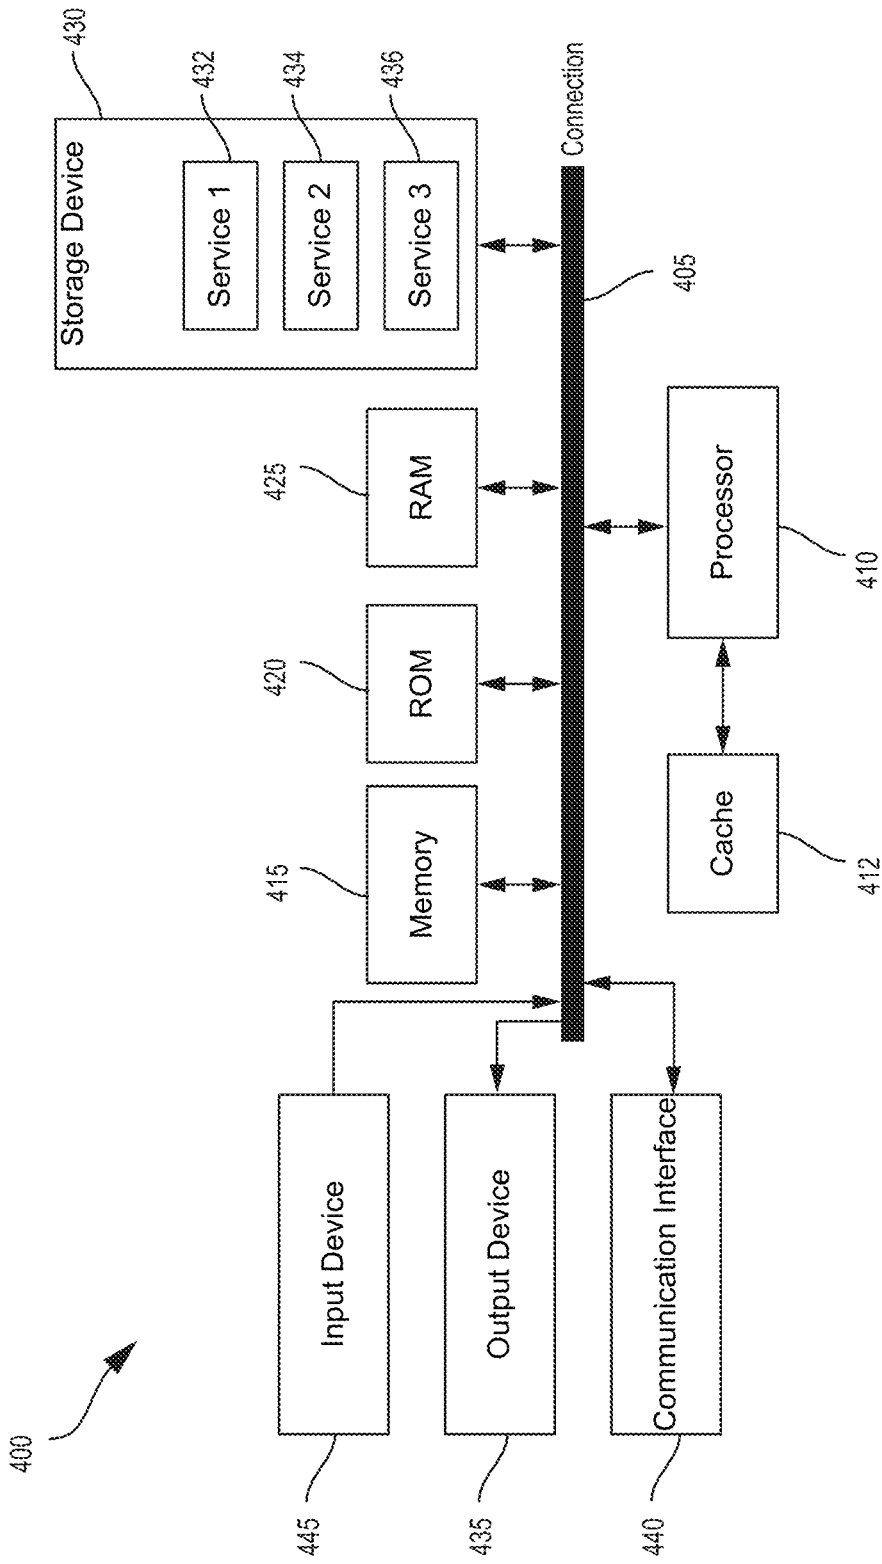 400
445
Input Device
435
Output Device
440
Communication Interface
415
Memory
420
ROM
425
RAM
430
Storage Device
432
Service 1
434
Service 2
436
Service 3
Connection
405
412
Cache
410
Processor